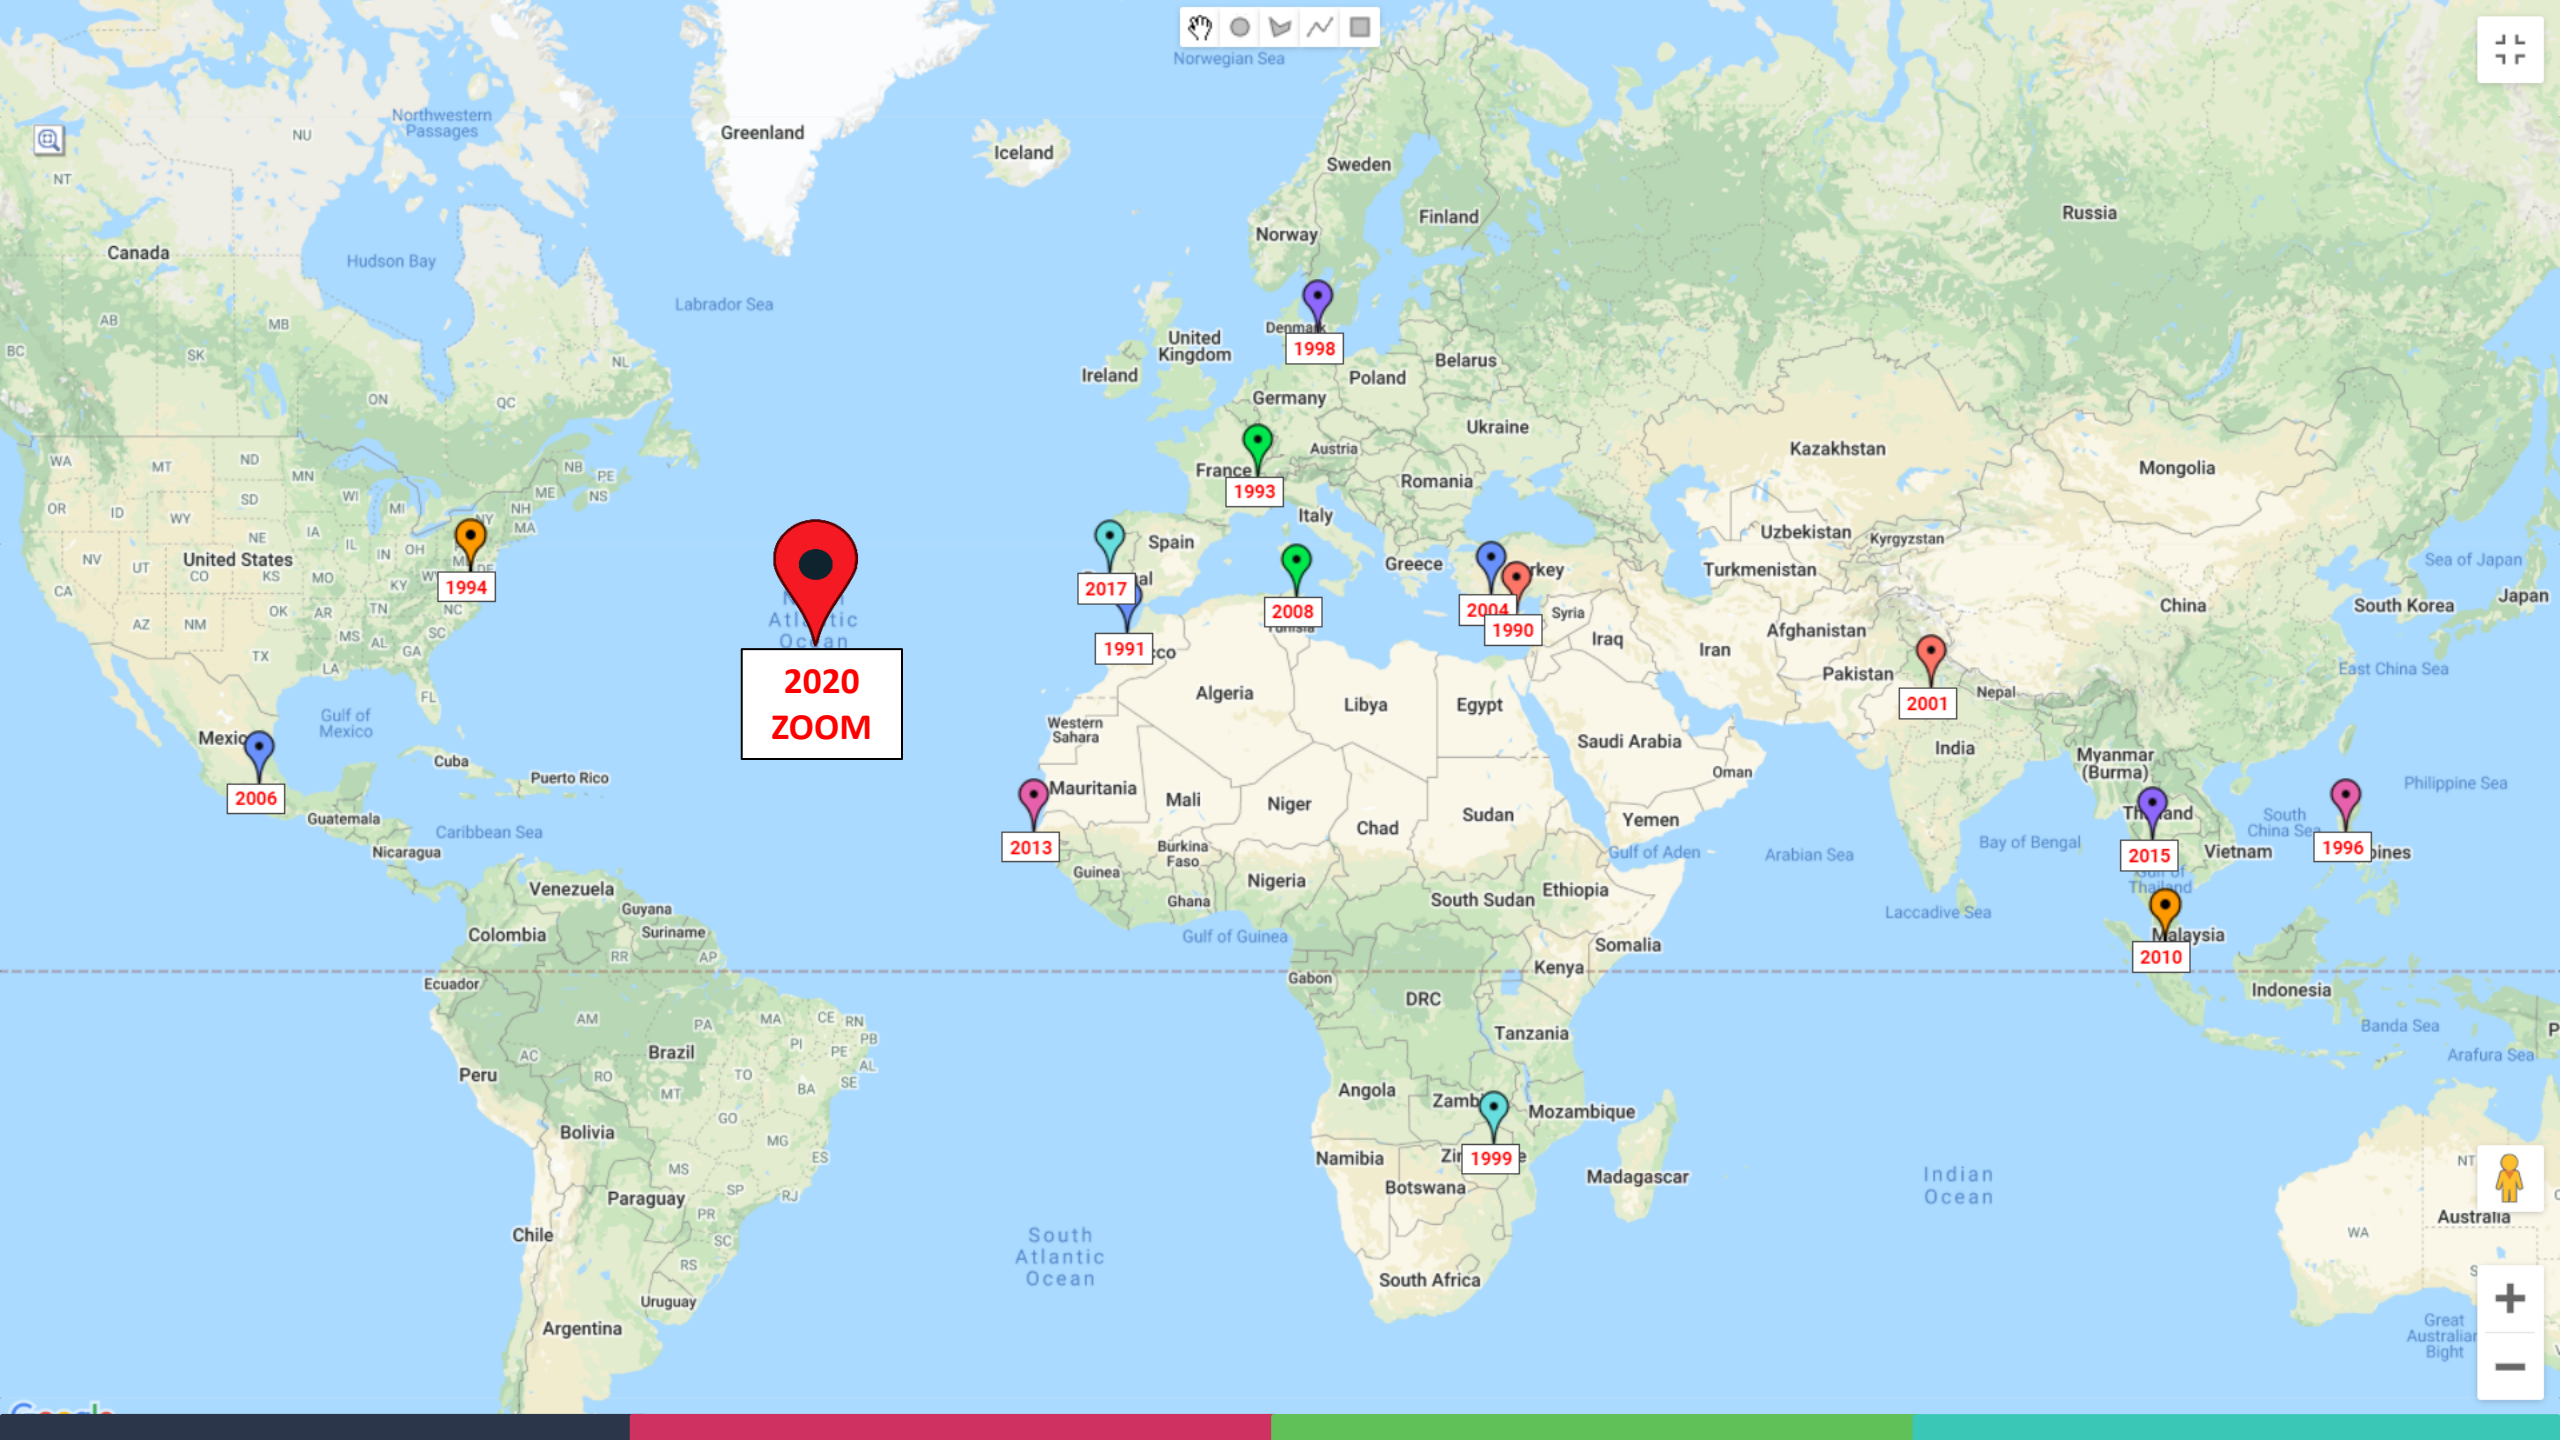 Norwegian Sea
Greenland
Northwestern
Passages
NU
Iceland
Sweden
NT
Finland
Russia
Norway
Canada
Hudson Bay
Labrador Sea
AB
MB
Denmark
1998
United
Kingdom
BC
SK
NL
Ireland
Belarus
Poland
Germany
ON
QC
Ukraine
Austria
Kazakhstan
WA
MT
ND
NB
PE
France
Mongolia
MN
ME
NS
Romania
1993
SD
WI
OR
ID
WY
MI
NH
NY
MA
Italy
IA
NE
Spain
Uzbekistan
Kyrgyzstan
IL
IN
OH
NV
UT
United States
CO
KS
MO
KY
1994
Greece
Turkmenistan
Sea of Japan
CA
2017
2008
2004
1990
Syria
China
South Korea
Japan
OK
AR
TN
NC
AZ
NM
MS
AL
SC
GA
Atlantic
Ocean
2020
ZOOM
1991
Iraq
Iran
Afghanistan
Pakistan
TX
LA
FL
East China Sea
Algeria
Libya
Egypt
2001
Nepal
Gulf of
Mexico
Western
Sahara
Saudi Arabia
India
Myanmar
(Burma)
Cuba
Puerto Rico
Oman
Philippine Sea
2006
Mauritania
Mali
Niger
Chad
Sudan
Yemen
Guatemala
Caribbean Sea
Nicaragua
2013
Burkina
Faso
Gulf of Aden
Arabian Sea
Bay of Bengal
2015
Vietnam
South
China Sea
1996
Guinea
Nigeria
Gulf of
Thailand
Venezuela
Ghana
South Sudan
Ethiopia
Guyana
Laccadive Sea
Colombia
Suriname
Gulf of Guinea
Somalia
Malaysia
2010
RR
AP
Ecuador
Gabon
Kenya
Indonesia
DRC
AM
PA
MA
CE
RN
Tanzania
Banda Sea
PB
PI
PE
AC
Brazil
Arafura Sea
AL
Peru
RO
TO
SE
BA
MT
Angola
Mozambique
GO
Bolivia
MG
1999
ES
Namibia
NT
MS
Madagascar
Indian
Ocean
Botswana
Paraguay
SP
RJ
PR
Australia
Chile
SC
South
Atlantic
Ocean
WA
RS
South Africa
Uruguay
Argentina
Great
Australian
Bight